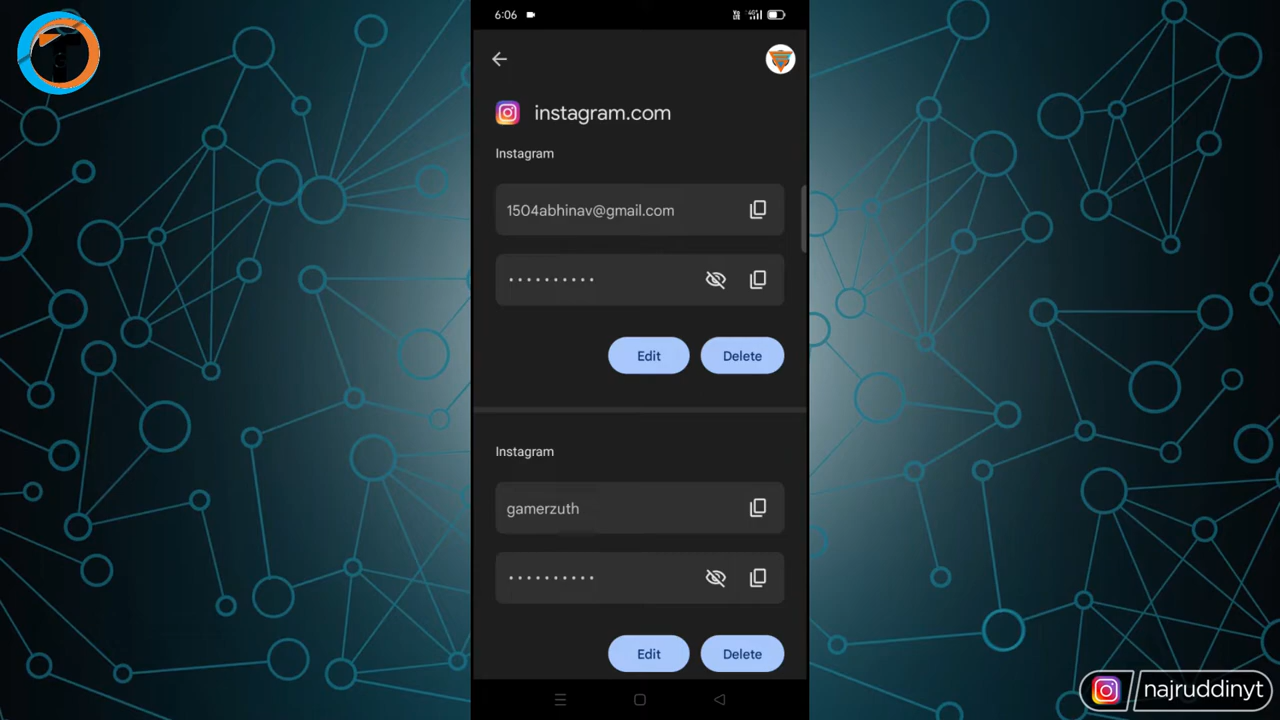 6:06
instagram.com
Instagram
1504abhinav@gmail.com
••••••••••
Edit
Delete
Instagram
gamerzuth
••••••••••
Edit
Delete
najruddinyt